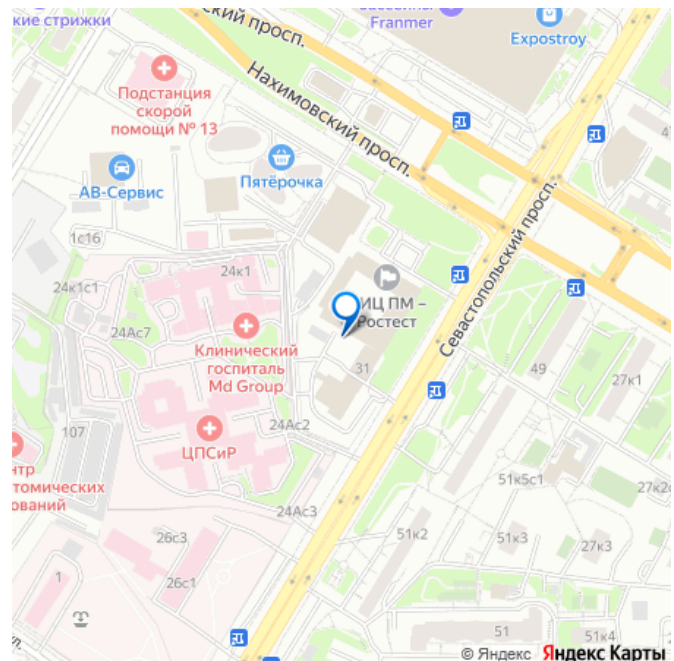 кие стрижки
ский просп.
Franmer
Expostroy
Нахимовский просп.
Подстанция
скорой
помощи № 13
Пятёрочка
АВ-Сервис
1с16
24к1
24к1с1
24Ас7
Клинический
госпиталь
Md Group
ИЦ ПМ –
Ростест
31
Севастопольский просп.
49
27к1
107
ЦПСиР
24Ас2
нтр
томических
ований
24Ас3
51к5с1
27к2
26с3
51к2
51к3
27к3
26с1
1
ул.
51
51к4
© Яндекс Яндекс Карты